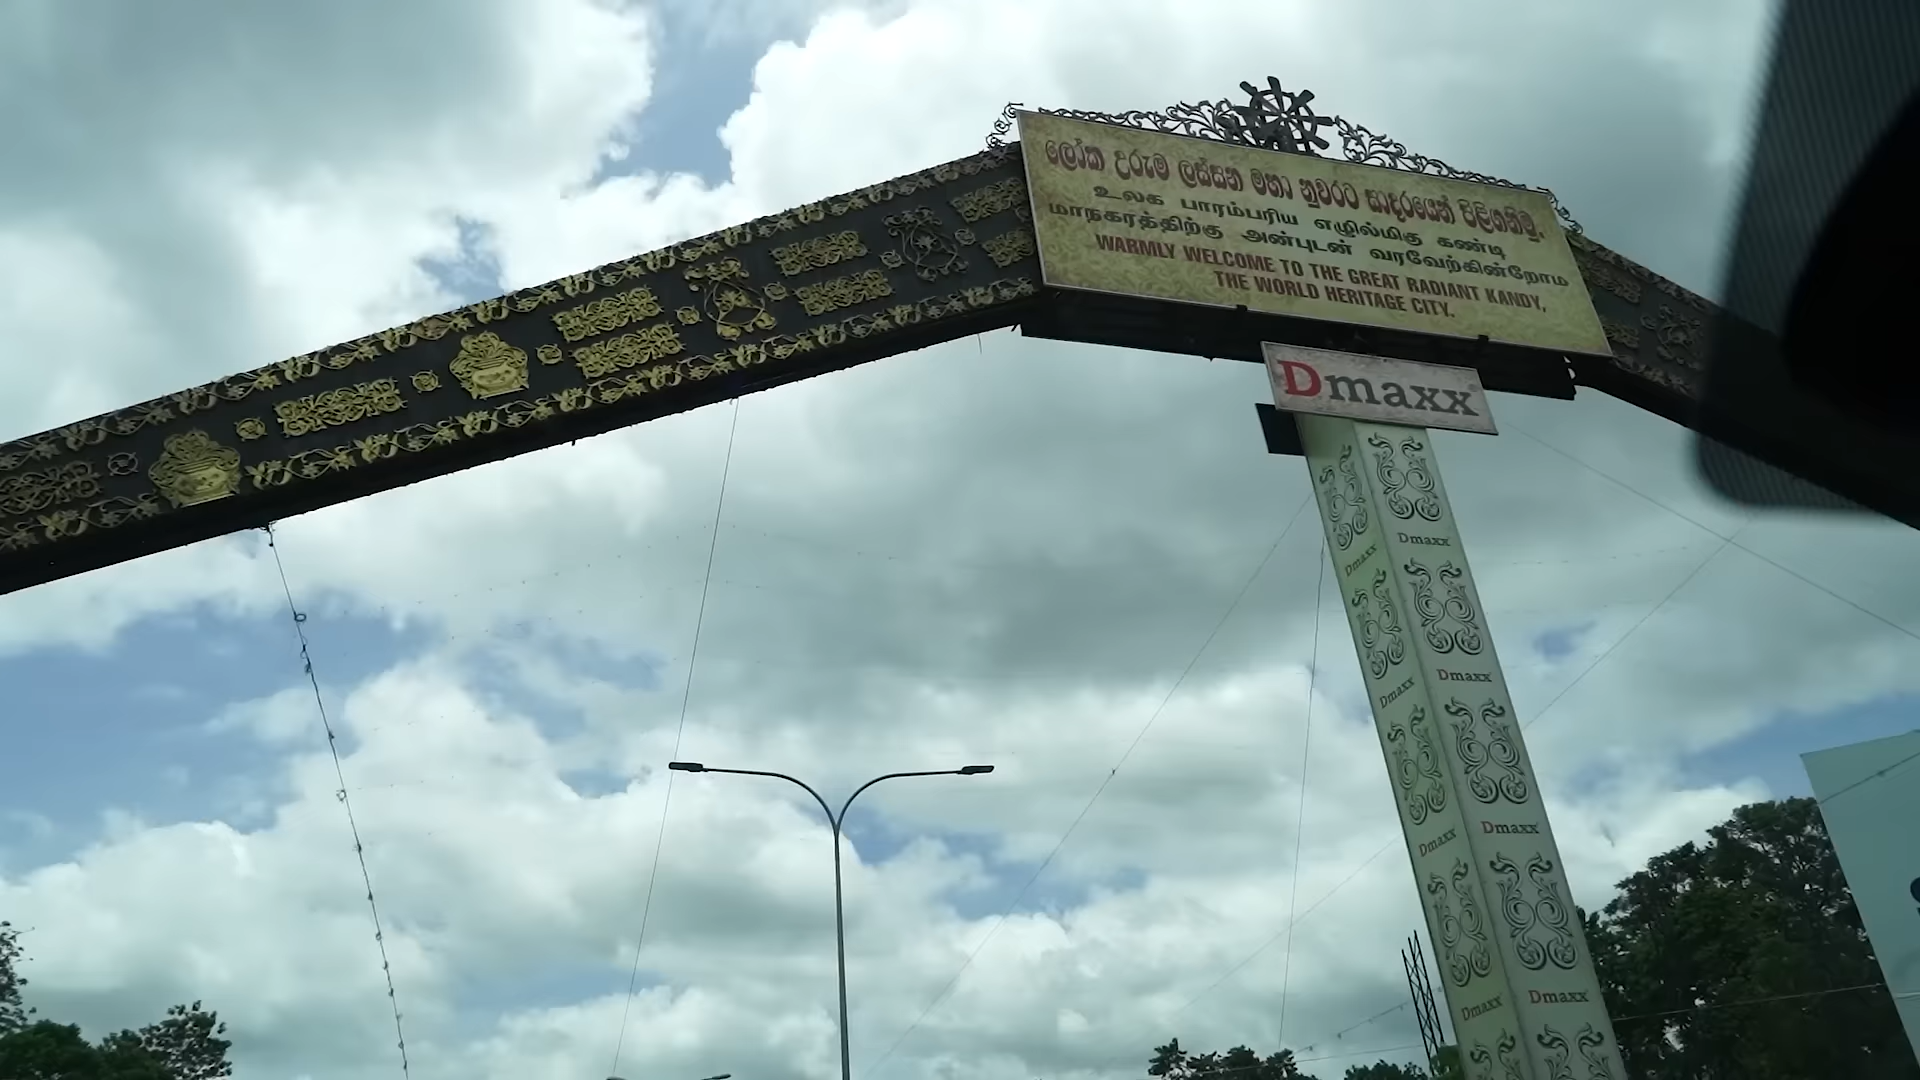 ලෝක උරුම ලස්සන මහා නුවරට සාදරයෙන් පිළිගනිමු.
உலக பாரம்பரிய எழில்மிகு கண்டி
மாநகரத்திற்கு அன்புடன் வரவேற்கின்றோம
WARMLY WELCOME TO THE GREAT RADIANT KANDY,
THE WORLD HERITAGE CITY.
Dmaxx
Dmaxx
Dmaxx
Dmaxx
Dmaxx
Dmaxx
Dmaxx
Dmaxx
Dmaxx